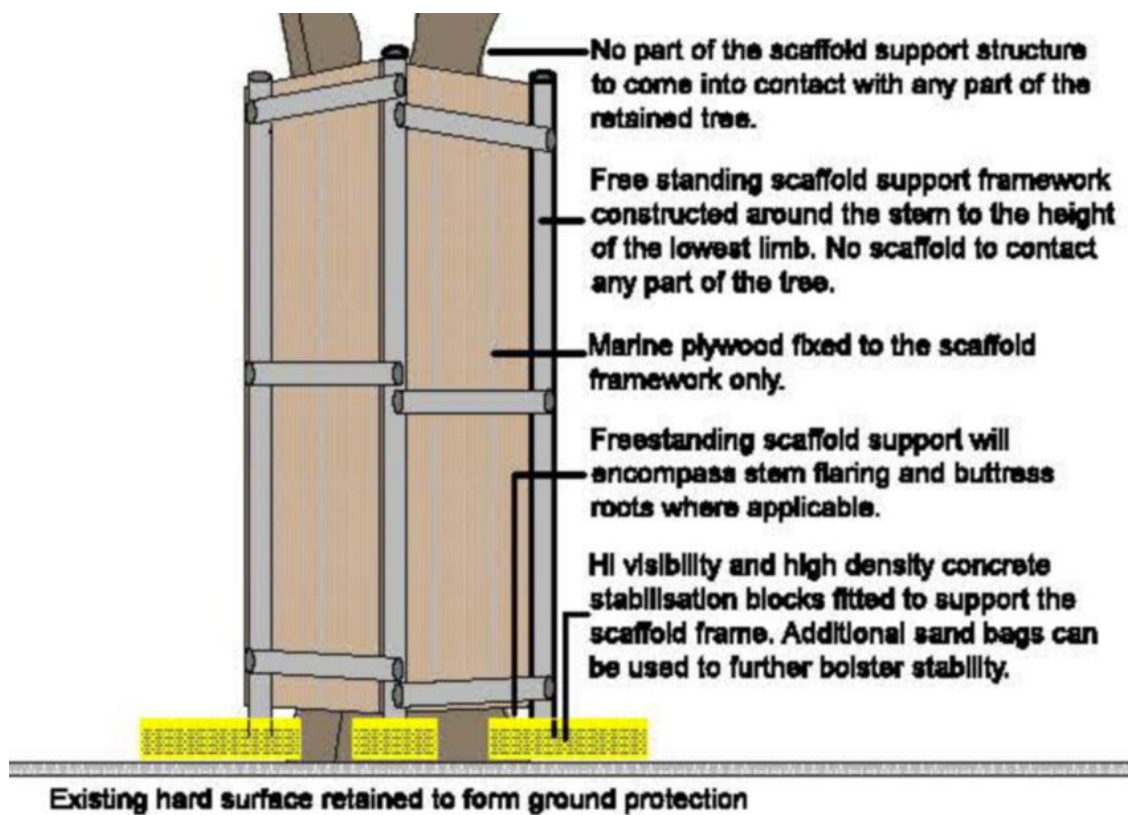 No part of the scaffold support structure
to come into contact with any part of the
retained tree.
Free standing scaffold support framework
constructed around the stem to the height
of the lowest limb. No scaffold to contact
any part of the tree.
Marine plywood fixed to the scaffold
framework only.
Freestanding scaffold support will
encompass stem flaring and buttress
roots where applicable.
Hi visibility and high density concrete
stabilisation blocks fitted to support the
scaffold frame. Additional sand bags can
be used to further bolster stability.
Existing hard surface retained to form ground protection